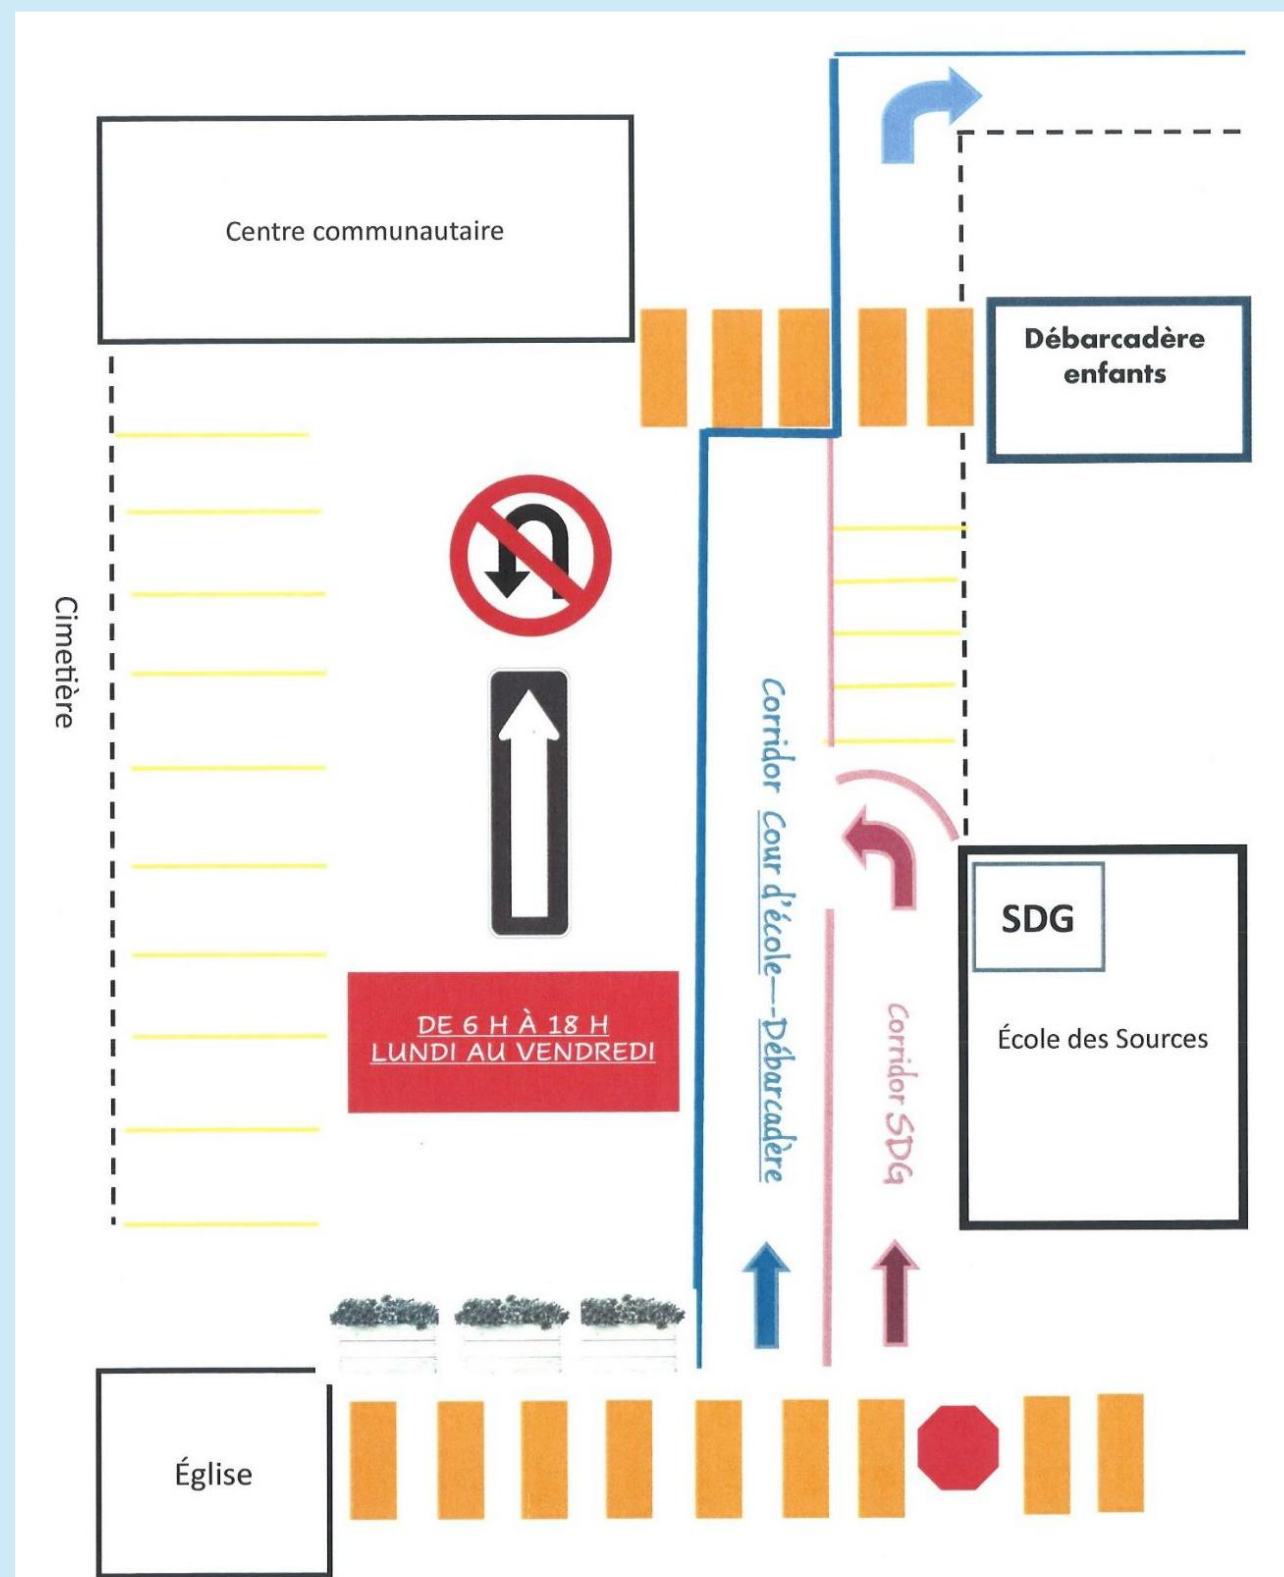 Centre communautaire
Débarcadère
enfants
Cimetière
Corridor Cour d'école---Débarcadère
SDG
DE 6 H À 18 H
LUNDI AU VENDREDI
Corridor SDG
École des Sources
Église